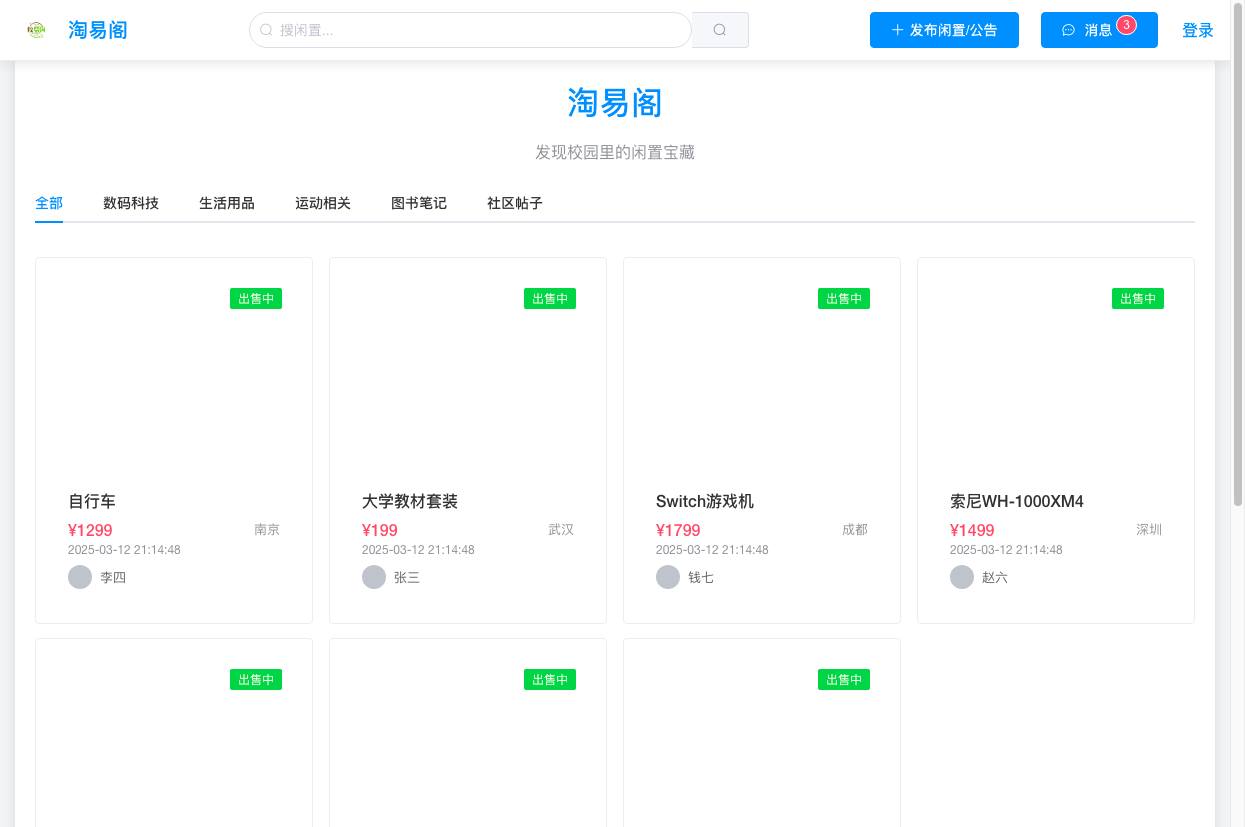 淘易阁
搜闲置...
发布闲置/公告
消息
3
登录
淘易阁
发现校园里的闲置宝藏
全部 数码科技 生活用品 运动相关 图书笔记 社区帖子
出售中
自行车
¥1299 南京
2025-03-12 21:14:48
李四
出售中
大学教材套装
¥199 武汉
2025-03-12 21:14:48
张三
出售中
Switch游戏机
¥1799 成都
2025-03-12 21:14:48
钱七
出售中
索尼WH-1000XM4
¥1499 深圳
2025-03-12 21:14:48
赵六
出售中
出售中
出售中